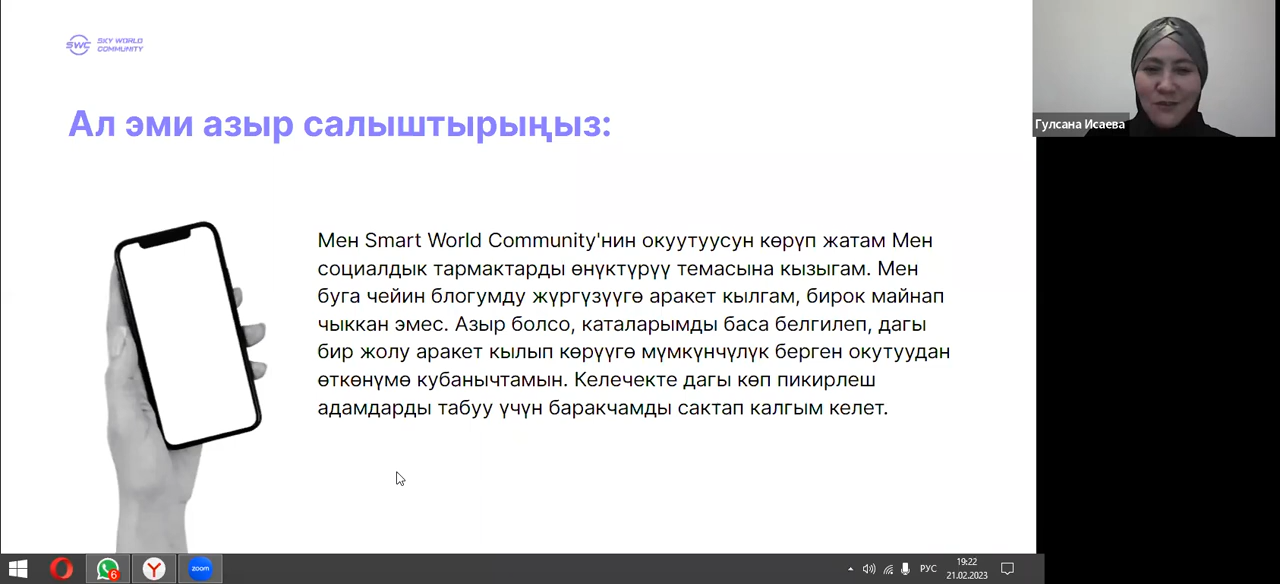 SWC SKY WORLD
COMMUNITY
Ал эми азыр салыштырыңыз:
Гулсана Исаева
Мен Smart World Community'нин окуутуусун көрүп жатам Мен
социалдык тармактарды өнүктүрүү темасына кызыгам. Мен
буга чейин блогумду жүргүзүүгө аракет кылгам, бирок майнап
чыккан эмес. Азыр болсо, каталарымды баса белгилеп, дагы
бир жолу аракет кылып көрүүгө мүмкүнчүлүк берген окутуудан
өткөнүмө кубанычтамын. Келечекте дагы көп пикирлеш
адамдарды табуу үчүн баракчамды сактап калгым келет.
6
zoom
РУС
19:22
21.02.2023